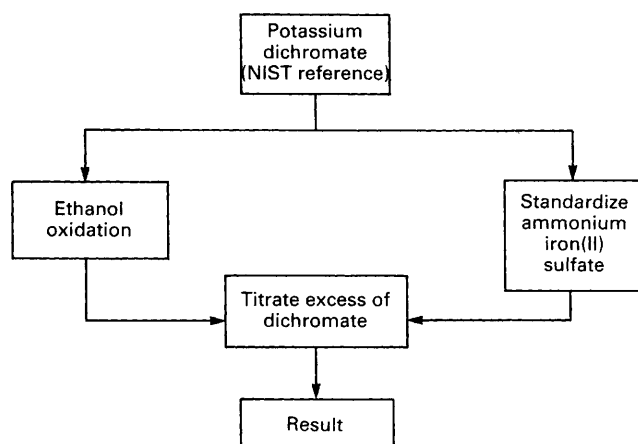 Potassium
dichromate
(NIST reference)
Ethanol
oxidation
Standardize
ammonium
iron(II)
sulfate
Titrate excess of
dichromate
Result